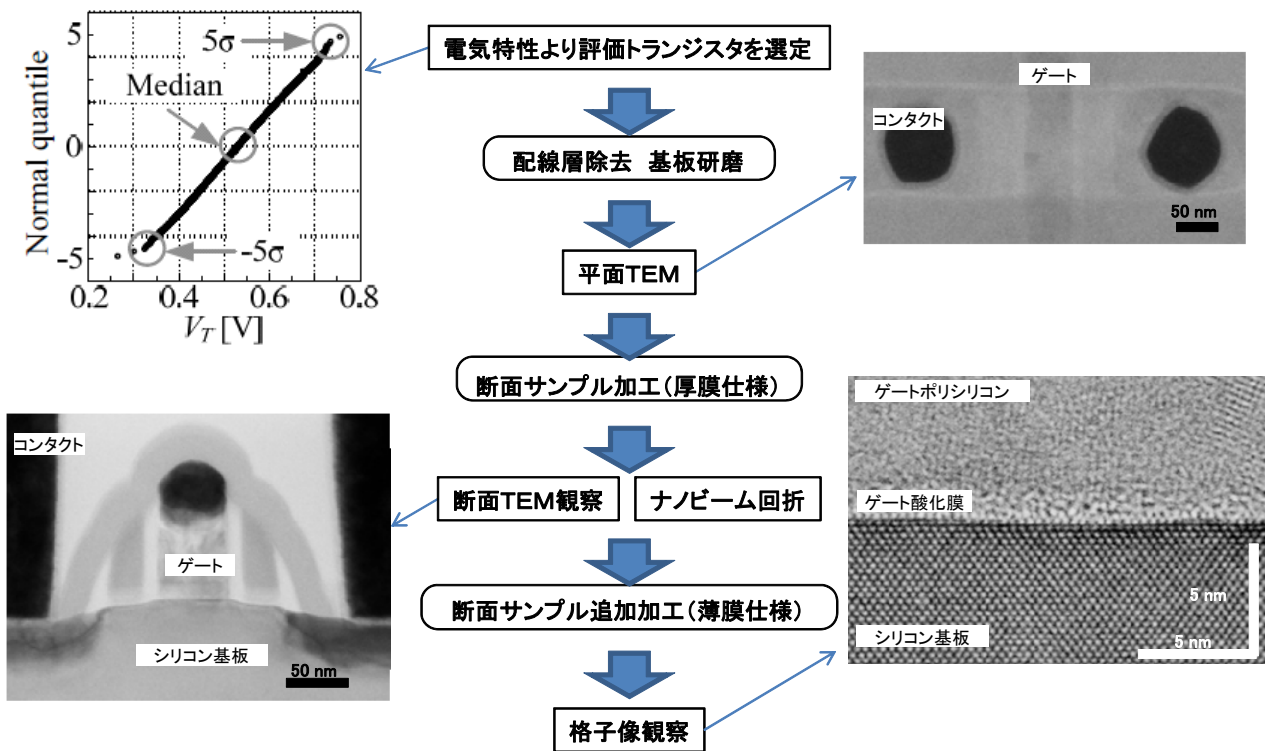 5
0
-5
Normal quantile
5σ
Median
-5σ
0.2 0.4 0.6 0.8
VT [V]
電気特性より評価トランジスタを選定
配線層除去 基板研磨
平面TEM
断面サンプル加工(厚膜仕様)
断面TEM観察
ナノビーム回折
断面サンプル追加加工(薄膜仕様)
格子像観察
ゲート
コンタクト
50 nm
コンタクト
ゲート
シリコン基板
50 nm
ゲートポリシリコン
ゲート酸化膜
5 nm
シリコン基板
5 nm